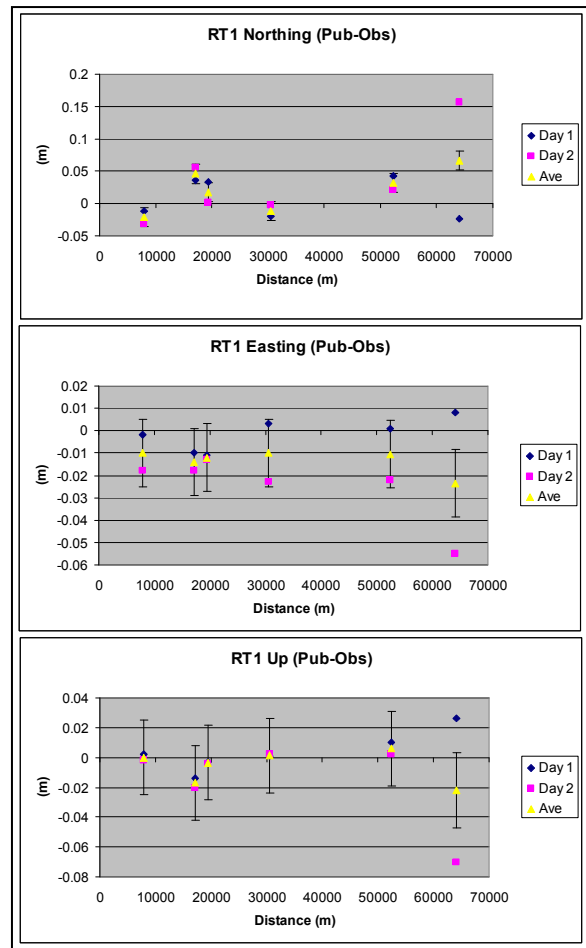 RT1 Northing (Pub-Obs)
0.2
0.15
0.1
0.05
0
-0.05
(m)
0 10000 20000 30000 40000 50000 60000 70000
Distance (m)
Day 1
Day 2
Ave
RT1 Easting (Pub-Obs)
0.02
0.01
0
-0.01
-0.02
-0.03
-0.04
-0.05
-0.06
(m)
0 10000 20000 30000 40000 50000 60000 70000
Distance (m)
Day 1
Day 2
Ave
RT1 Up (Pub-Obs)
0.04
0.02
0
-0.02
-0.04
-0.06
-0.08
(m)
0 10000 20000 30000 40000 50000 60000 70000
Distance (m)
Day 1
Day 2
Ave